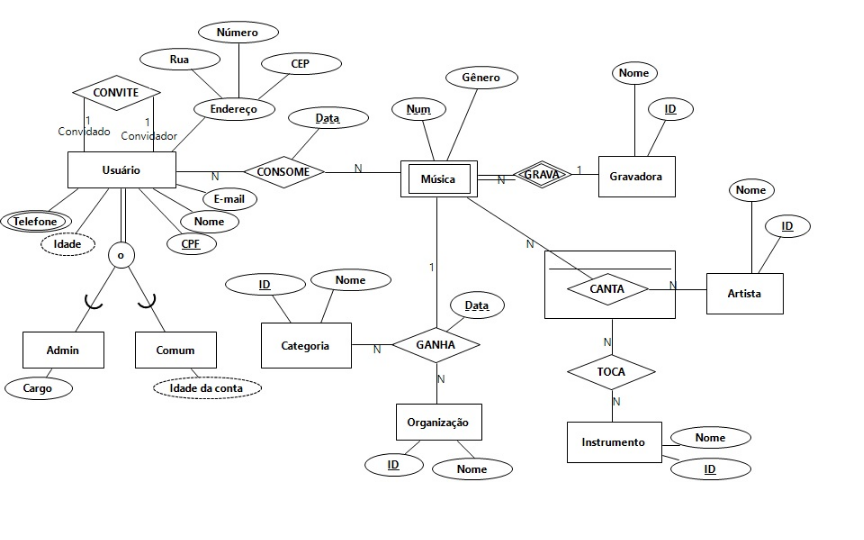 Número
Rua
CEP
Nome
Gênero
CONVITE
Endereço
Num
ID
Data
1
1
Convidado
Convidador
Usuário
N
CONSOME
N
Música
N
GRAVA
1
Gravadora
E-mail
Nome
ID
Telefone
Nome
Idade
CPF
N
o
1
ID
Nome
CANTA
N
Artista
Data
Admin
Comum
Categoria
N
GANHA
N
TOCA
Cargo
Idade da conta
N
N
Organização
Instrumento
Nome
ID
Nome
ID